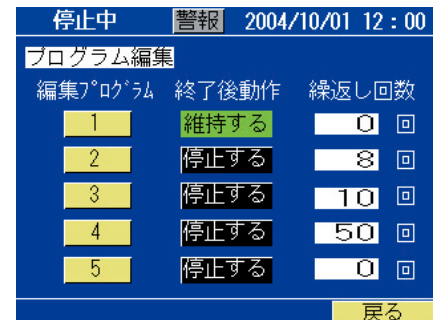 停止中 警報 2004/10/01 12：00
プログラム編集
編集ﾌﾟﾛｸﾞﾗﾑ 終了後動作 繰返し回数
1 維持する 0 回
2 停止する 8 回
3 停止する 10 回
4 停止する 50 回
5 停止する 0 回
戻る